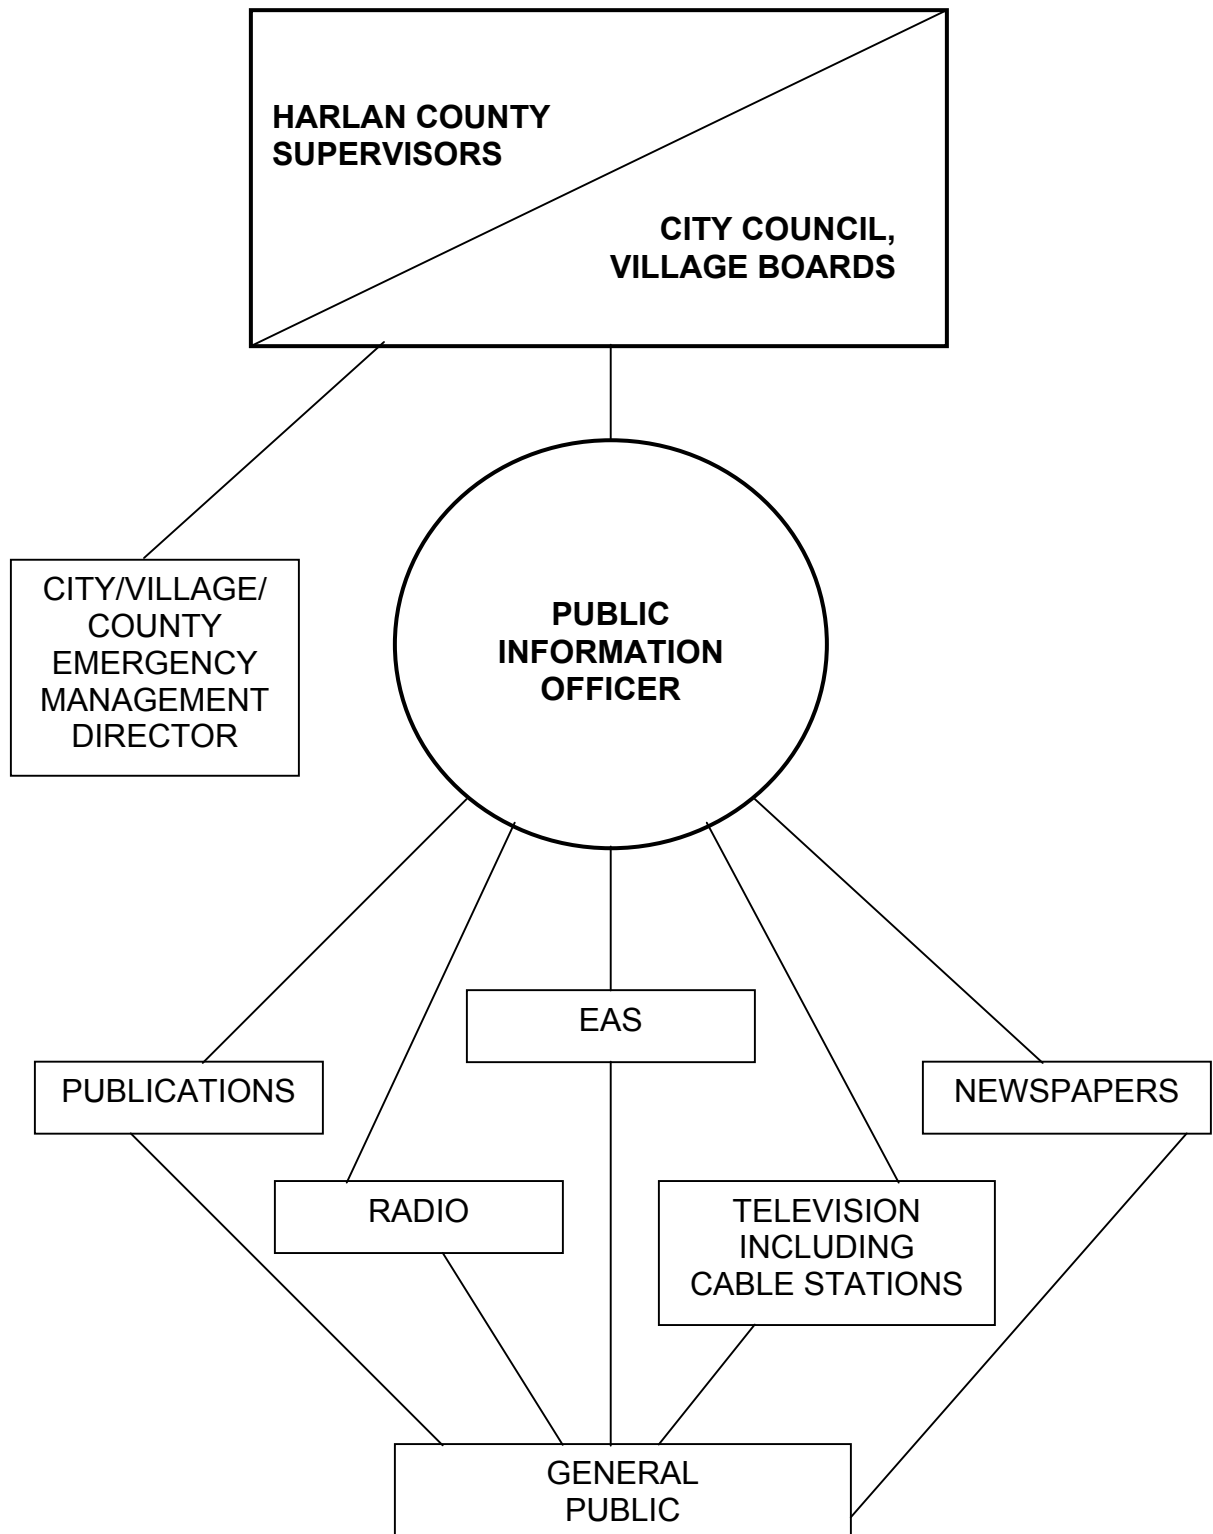 HARLAN COUNTY
SUPERVISORS
CITY COUNCIL,
VILLAGE BOARDS
CITY/VILLAGE/
COUNTY
EMERGENCY
MANAGEMENT
DIRECTOR
PUBLIC
INFORMATION
OFFICER
EAS
PUBLICATIONS
NEWSPAPERS
RADIO
TELEVISION
INCLUDING
CABLE STATIONS
GENERAL
PUBLIC